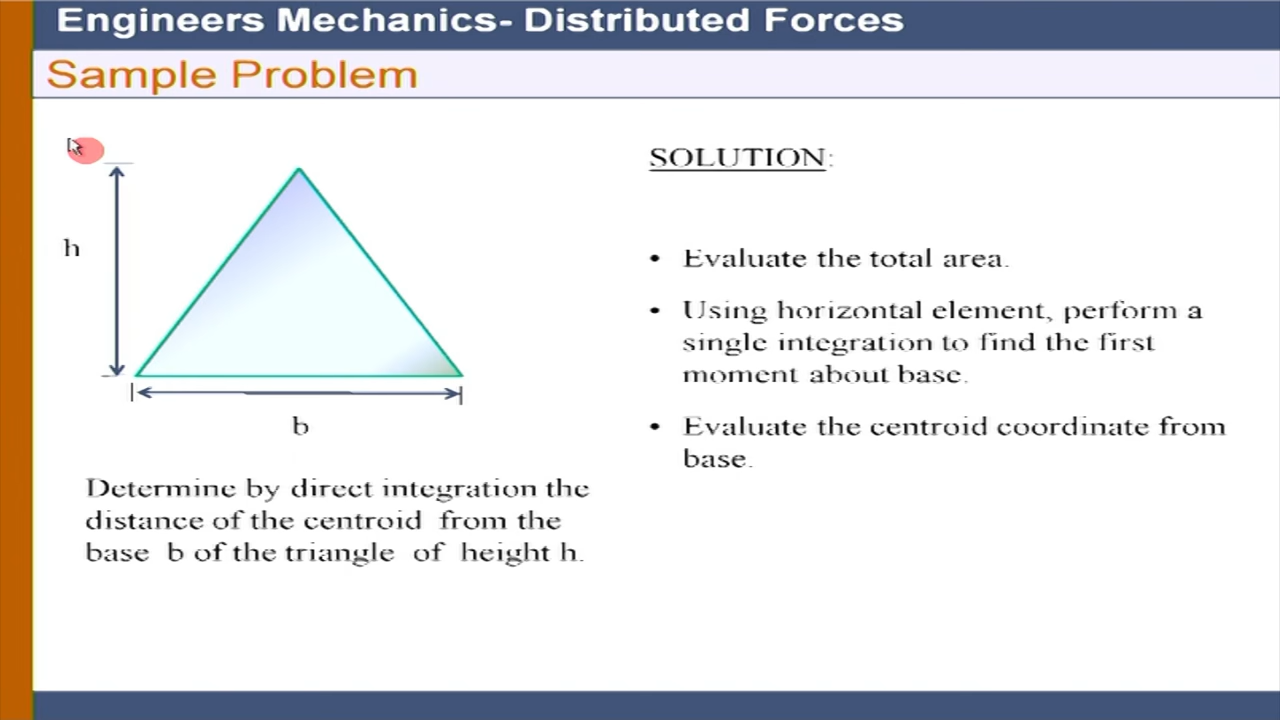 Engineers Mechanics- Distributed Forces
Sample Problem
h
b
Determine by direct integration the
distance of the centroid from the
base b of the triangle of height h.
SOLUTION:
• Evaluate the total area.
• Using horizontal element, perform a
single integration to find the first
moment about base.
• Evaluate the centroid coordinate from
base.